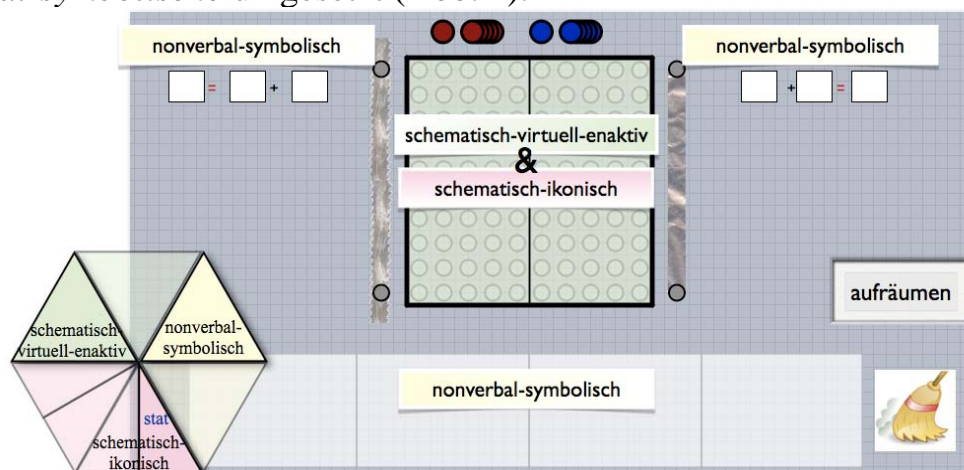 nonverbal-symbolisch
nonverbal-symbolisch
= +
+ =
schematisch-virtuell-enaktiv
&
schematisch-ikonisch
aufräumen
schematisch-
virtuell-enaktiv
nonverbal-
symbolisch
nonverbal-symbolisch
stat
schematisch-
ikonisch